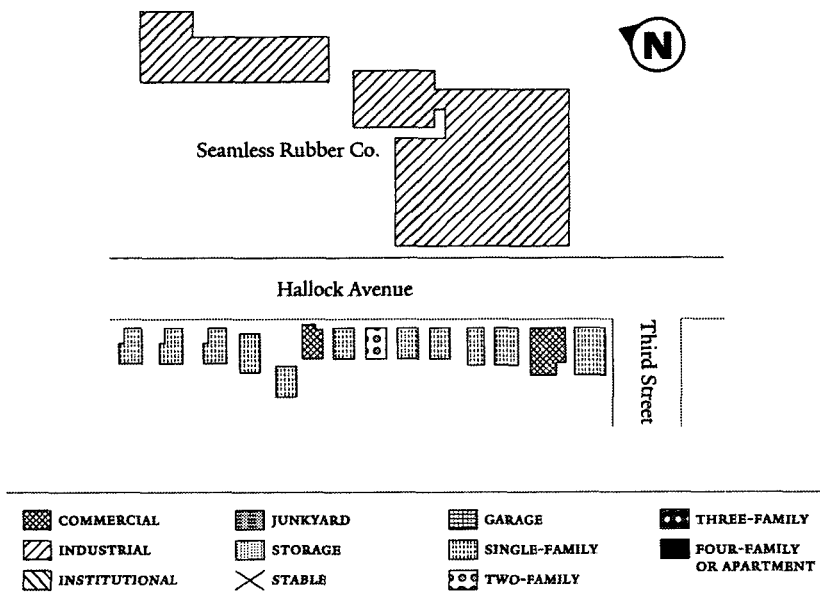 N
Seamless Rubber Co.
Hallock Avenue
Third Street
COMMERCIAL
INDUSTRIAL
INSTITUTIONAL
JUNKYARD
STORAGE
STABLE
GARAGE
SINGLE-FAMILY
TWO-FAMILY
THREE-FAMILY
FOUR-FAMILY
OR APARTMENT